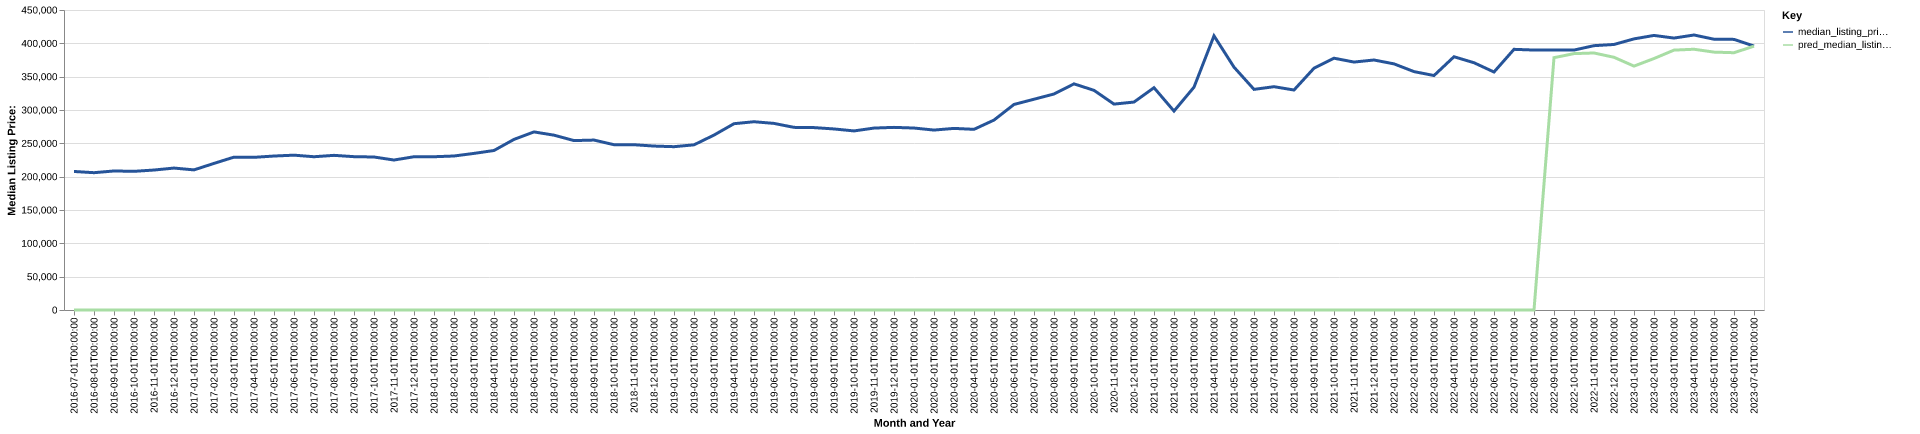 450,000
400,000
350,000
300,000
250,000
200,000
150,000
100,000
50,000
0
Median Listing Price:
2016-07-01T00:00:00
2016-08-01T00:00:00
2016-09-01T00:00:00
2016-10-01T00:00:00
2016-11-01T00:00:00
2016-12-01T00:00:00
2017-01-01T00:00:00
2017-02-01T00:00:00
2017-03-01T00:00:00
2017-04-01T00:00:00
2017-05-01T00:00:00
2017-06-01T00:00:00
2017-07-01T00:00:00
2017-08-01T00:00:00
2017-09-01T00:00:00
2017-10-01T00:00:00
2017-11-01T00:00:00
2017-12-01T00:00:00
2018-01-01T00:00:00
2018-02-01T00:00:00
2018-03-01T00:00:00
2018-04-01T00:00:00
2018-05-01T00:00:00
2018-06-01T00:00:00
2018-07-01T00:00:00
2018-08-01T00:00:00
2018-09-01T00:00:00
2018-10-01T00:00:00
2018-11-01T00:00:00
2018-12-01T00:00:00
2019-01-01T00:00:00
2019-02-01T00:00:00
2019-03-01T00:00:00
2019-04-01T00:00:00
2019-05-01T00:00:00
2019-06-01T00:00:00
2019-07-01T00:00:00
2019-08-01T00:00:00
2019-09-01T00:00:00
2019-10-01T00:00:00
2019-11-01T00:00:00
2019-12-01T00:00:00
2020-01-01T00:00:00
2020-02-01T00:00:00
2020-03-01T00:00:00
2020-04-01T00:00:00
2020-05-01T00:00:00
2020-06-01T00:00:00
2020-07-01T00:00:00
2020-08-01T00:00:00
2020-09-01T00:00:00
2020-10-01T00:00:00
2020-11-01T00:00:00
2020-12-01T00:00:00
2021-01-01T00:00:00
2021-02-01T00:00:00
2021-03-01T00:00:00
2021-04-01T00:00:00
2021-05-01T00:00:00
2021-06-01T00:00:00
2021-07-01T00:00:00
2021-08-01T00:00:00
2021-09-01T00:00:00
2021-10-01T00:00:00
2021-11-01T00:00:00
2021-12-01T00:00:00
2022-01-01T00:00:00
2022-02-01T00:00:00
2022-03-01T00:00:00
2022-04-01T00:00:00
2022-05-01T00:00:00
2022-06-01T00:00:00
2022-07-01T00:00:00
2022-08-01T00:00:00
2022-09-01T00:00:00
2022-10-01T00:00:00
2022-11-01T00:00:00
2022-12-01T00:00:00
2023-01-01T00:00:00
2023-02-01T00:00:00
2023-03-01T00:00:00
2023-04-01T00:00:00
2023-05-01T00:00:00
2023-06-01T00:00:00
2023-07-01T00:00:00
Month and Year
Key
median_listing_pri…
pred_median_listin…